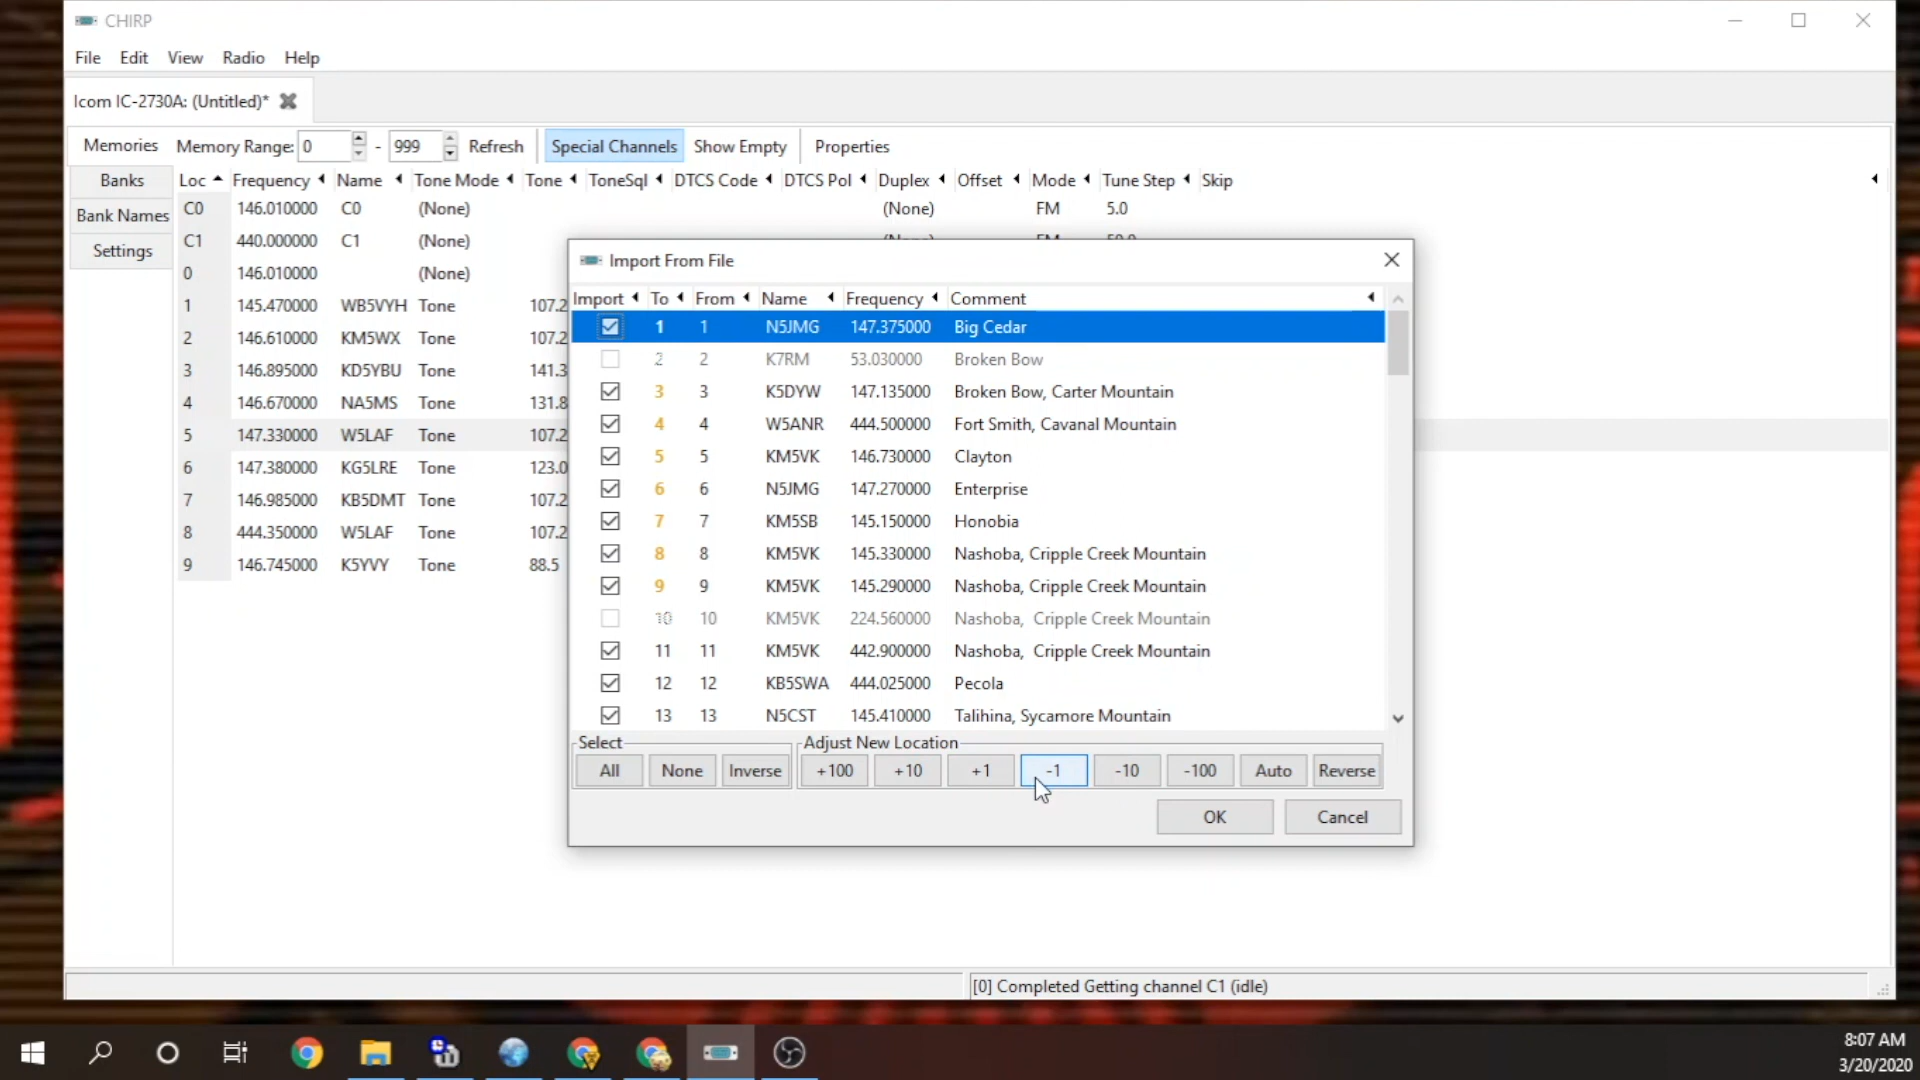 CHIRP
File Edit View Radio Help
Icom IC-2730A: (Untitled)*
Memories Memory Range: 0 - 999 Refresh Special Channels Show Empty Properties
Banks
Bank Names
Settings
Loc Frequency Name Tone Mode Tone ToneSql DTCS Code DTCS Pol Duplex Offset Mode Tune Step Skip
C0 146.010000 C0 (None) (None) FM 5.0
C1 440.000000 C1 (None) (None) FM 50.0
0 146.010000 (None)
1 145.470000 WB5VYH Tone 107.2
2 146.610000 KM5WX Tone 107.2
3 146.895000 KD5YBU Tone 141.3
4 146.670000 NA5MS Tone 131.8
5 147.330000 W5LAF Tone 107.2
6 147.380000 KG5LRE Tone 123.0
7 146.985000 KB5DMT Tone 107.2
8 444.350000 W5LAF Tone 107.2
9 146.745000 K5YVY Tone 88.5
Import From File
Import To From Name Frequency Comment
1 1 N5JMG 147.375000 Big Cedar
2 2 K7RM 53.030000 Broken Bow
3 3 K5DYW 147.135000 Broken Bow, Carter Mountain
4 4 W5ANR 444.500000 Fort Smith, Cavanal Mountain
5 5 KM5VK 146.730000 Clayton
6 6 N5JMG 147.270000 Enterprise
7 7 KM5SB 145.150000 Honobia
8 8 KM5VK 145.330000 Nashoba, Cripple Creek Mountain
9 9 KM5VK 145.290000 Nashoba, Cripple Creek Mountain
10 10 KM5VK 224.560000 Nashoba, Cripple Creek Mountain
11 11 KM5VK 442.900000 Nashoba, Cripple Creek Mountain
12 12 KB5SWA 444.025000 Pecola
13 13 N5CST 145.410000 Talihina, Sycamore Mountain
Select Adjust New Location
All None Inverse +100 +10 +1 -1 -10 -100 Auto Reverse
OK Cancel
[0] Completed Getting channel C1 (idle)
8:07 AM
3/20/2020